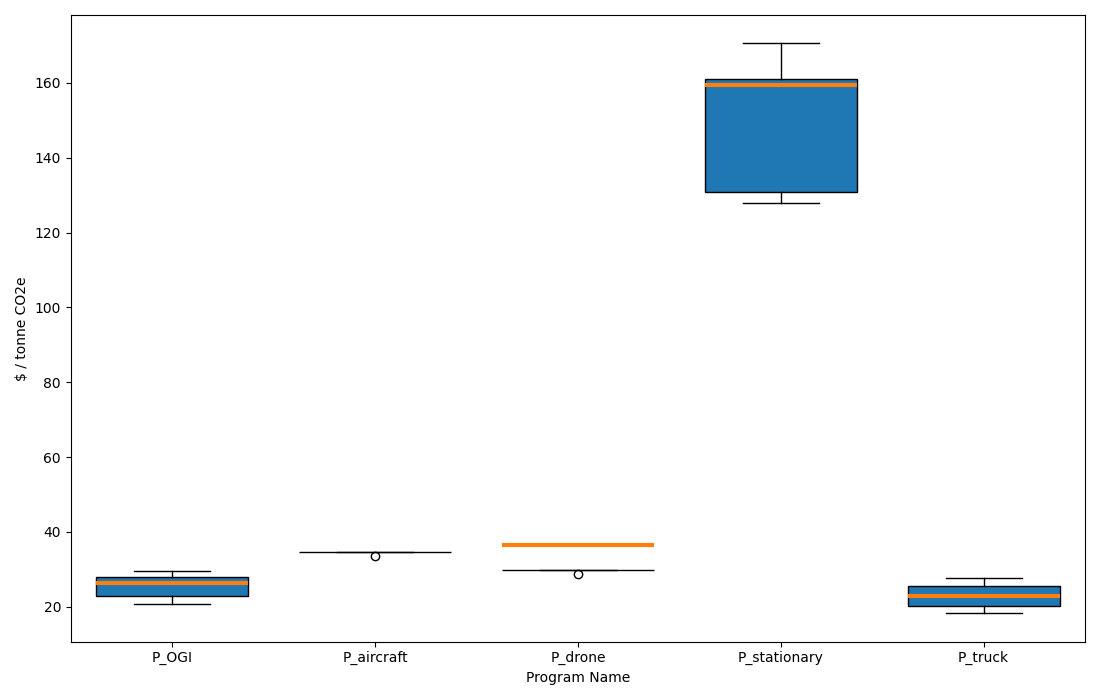 $ / tonne CO2e
160
140
120
100
80
60
40
20
P_OGI
P_aircraft
P_drone
P_stationary
P_truck
Program Name